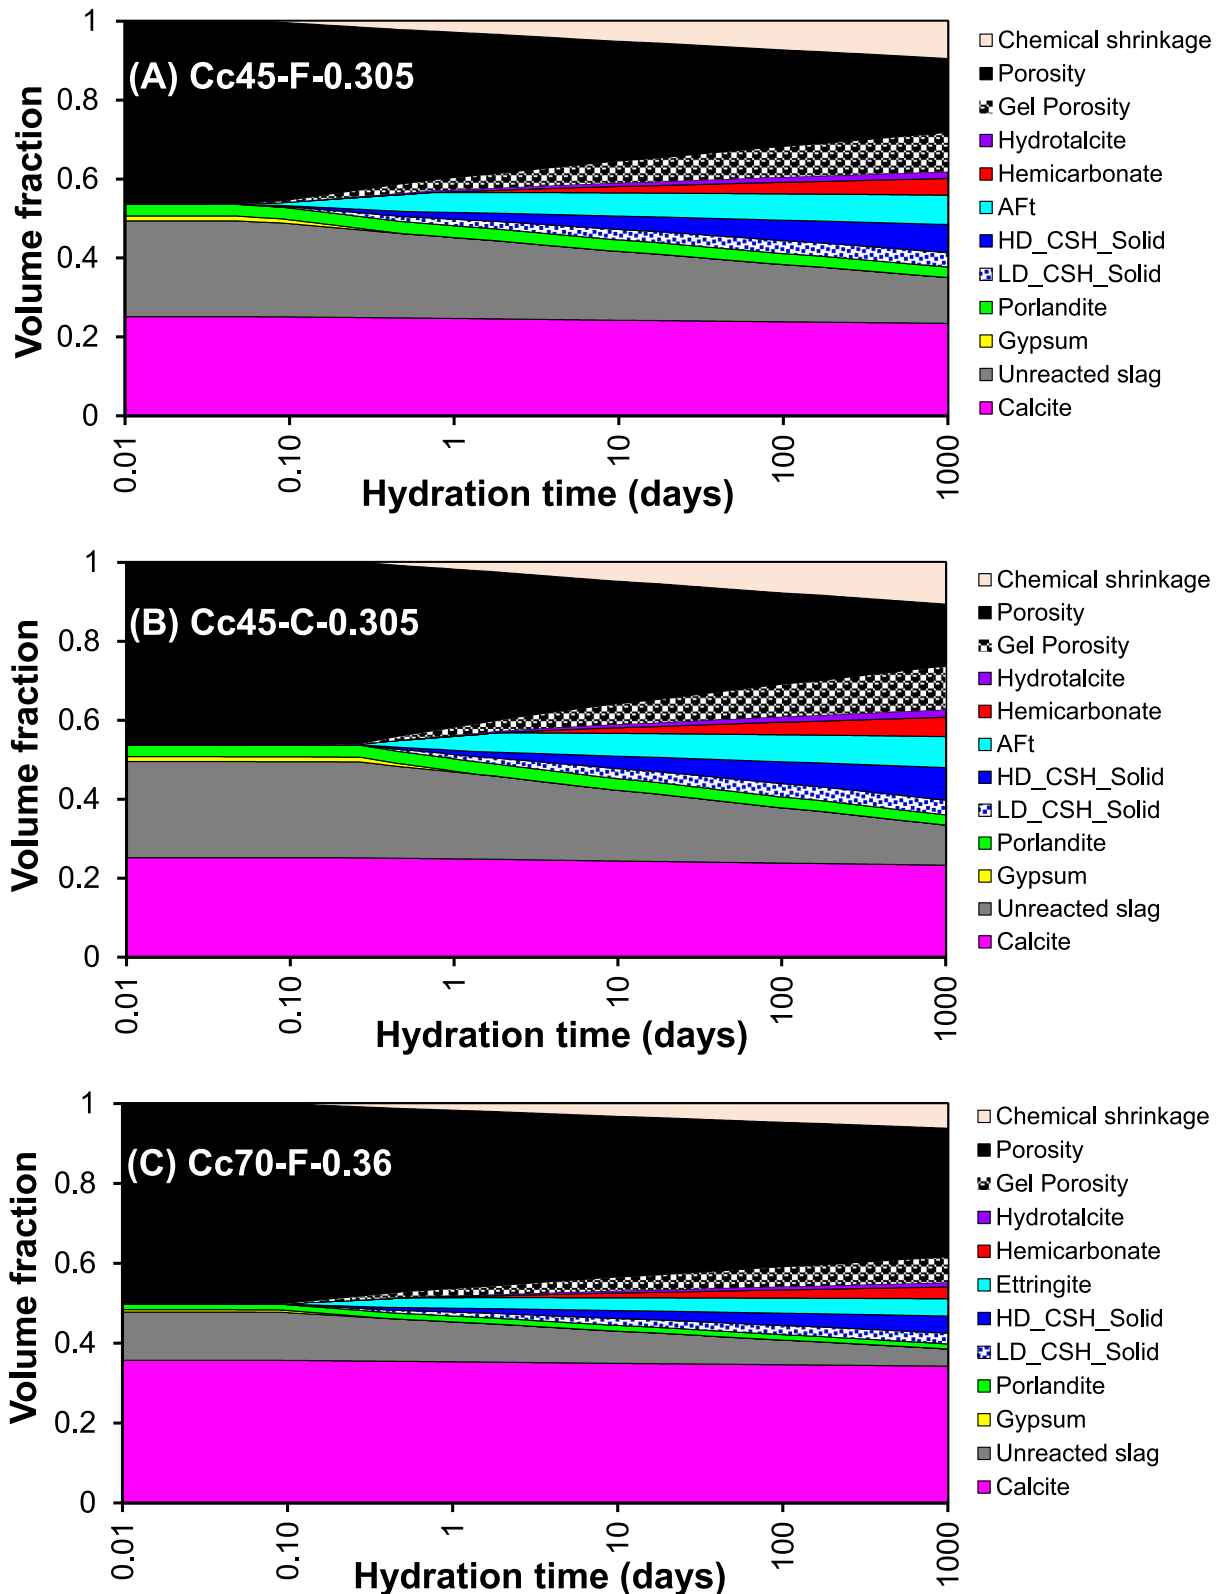 (A) Cc45-F-0.305
Volume fraction
1
0.8
0.6
0.4
0.2
0
0.01
0.10
1
10
100
1000
Hydration time (days)
Chemical shrinkage
Porosity
Gel Porosity
Hydrotalcite
Hemicarbonate
AFt
HD_CSH_Solid
LD_CSH_Solid
Porlandite
Gypsum
Unreacted slag
Calcite
(B) Cc45-C-0.305
Volume fraction
1
0.8
0.6
0.4
0.2
0
0.01
0.10
1
10
100
1000
Hydration time (days)
Chemical shrinkage
Porosity
Gel Porosity
Hydrotalcite
Hemicarbonate
AFt
HD_CSH_Solid
LD_CSH_Solid
Porlandite
Gypsum
Unreacted slag
Calcite
(C) Cc70-F-0.36
Volume fraction
1
0.8
0.6
0.4
0.2
0
0.01
0.10
1
10
100
1000
Hydration time (days)
Chemical shrinkage
Porosity
Gel Porosity
Hydrotalcite
Hemicarbonate
Ettringite
HD_CSH_Solid
LD_CSH_Solid
Porlandite
Gypsum
Unreacted slag
Calcite